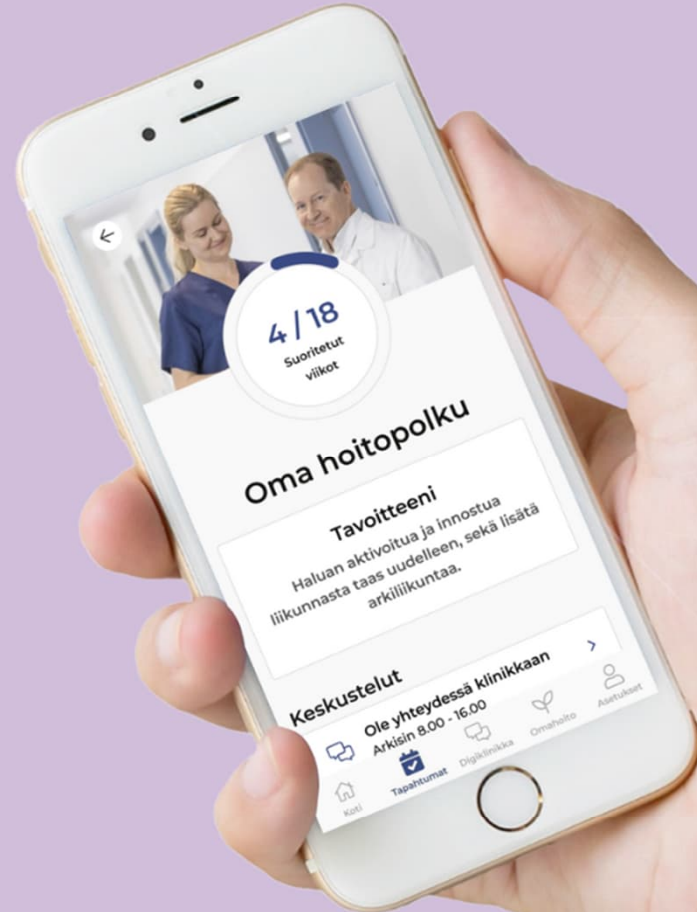 4/18
Suoritetut
viikot
Oma hoitopolku
Tavoitteeni
Haluan aktivoitua ja innostua
liikunnasta taas uudelleen, sekä lisätä
arkiliikuntaa.
Keskustelut
Ole yhteydessä klinikkaan
Arkisin 8.00 - 16.00
Koti
Tapahtumat
Digiklinikka
Omahoito
Asetukset